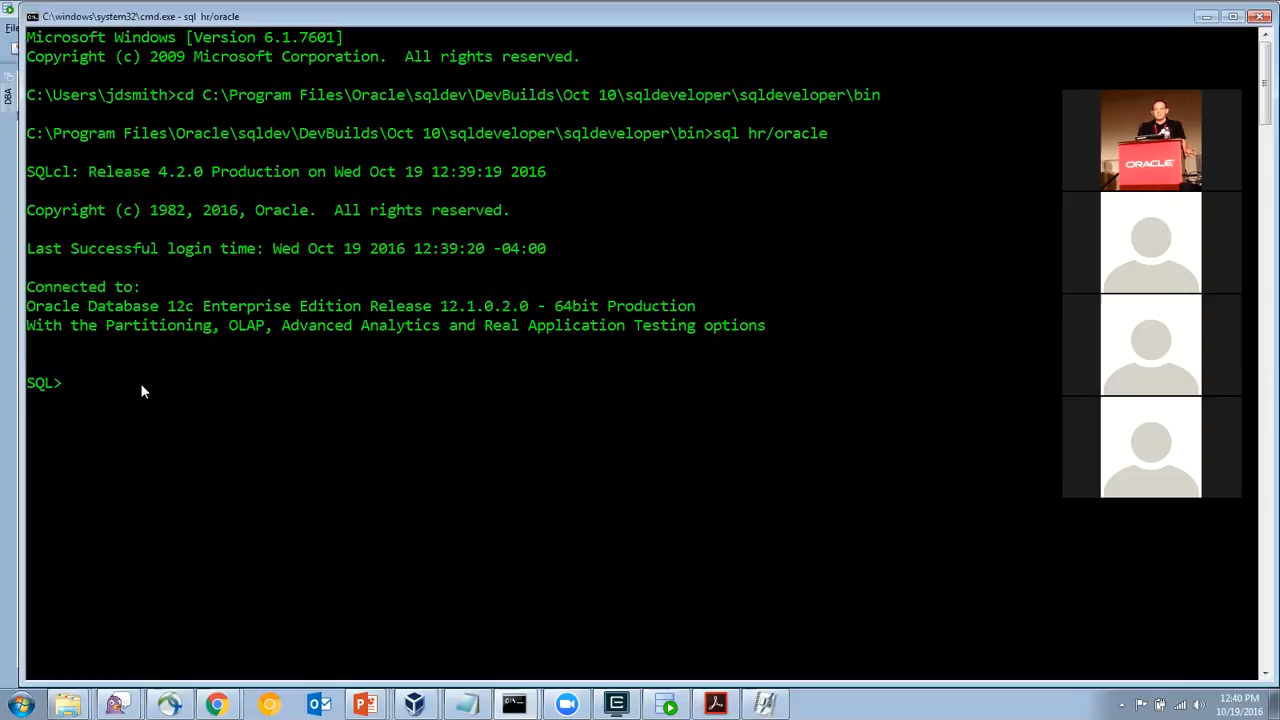 C:\windows\system32\cmd.exe - sql hr/oracle
File
DBA
Microsoft Windows [Version 6.1.7601]
Copyright (c) 2009 Microsoft Corporation.  All rights reserved.
C:\Users\jdsmith>cd C:\Program Files\Oracle\sqldev\DevBuilds\Oct 10\sqldeveloper\sqldeveloper\bin
C:\Program Files\Oracle\sqldev\DevBuilds\Oct 10\sqldeveloper\sqldeveloper\bin>sql hr/oracle
SQLcl: Release 4.2.0 Production on Wed Oct 19 12:39:19 2016
Copyright (c) 1982, 2016, Oracle.  All rights reserved.
Last Successful login time: Wed Oct 19 2016 12:39:20 -04:00
Connected to:
Oracle Database 12c Enterprise Edition Release 12.1.0.2.0 - 64bit Production
With the Partitioning, OLAP, Advanced Analytics and Real Application Testing options
SQL>
ORACLE
12:40 PM
10/19/2016